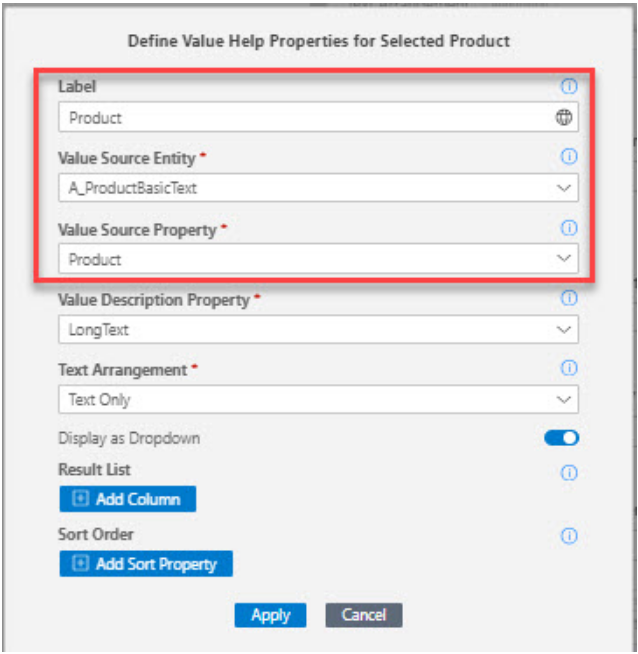 Define Value Help Properties for Selected Product
Label
Product
Value Source Entity *
A_ProductBasicText
Value Source Property *
Product
Value Description Property *
LongText
Text Arrangement *
Text Only
Display as Dropdown
Result List
Add Column
Sort Order
Add Sort Property
Apply Cancel